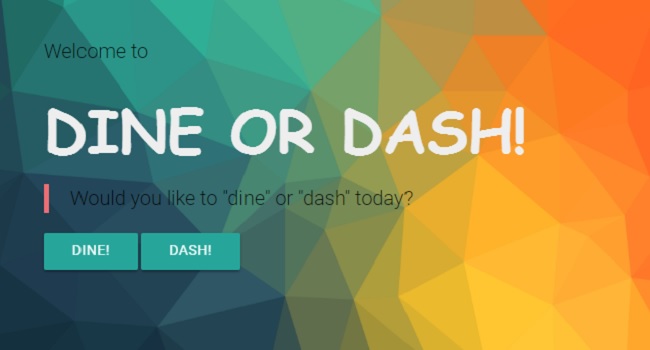 Welcome to
DINE OR DASH!
Would you like to "dine" or "dash" today?
DINE! DASH!